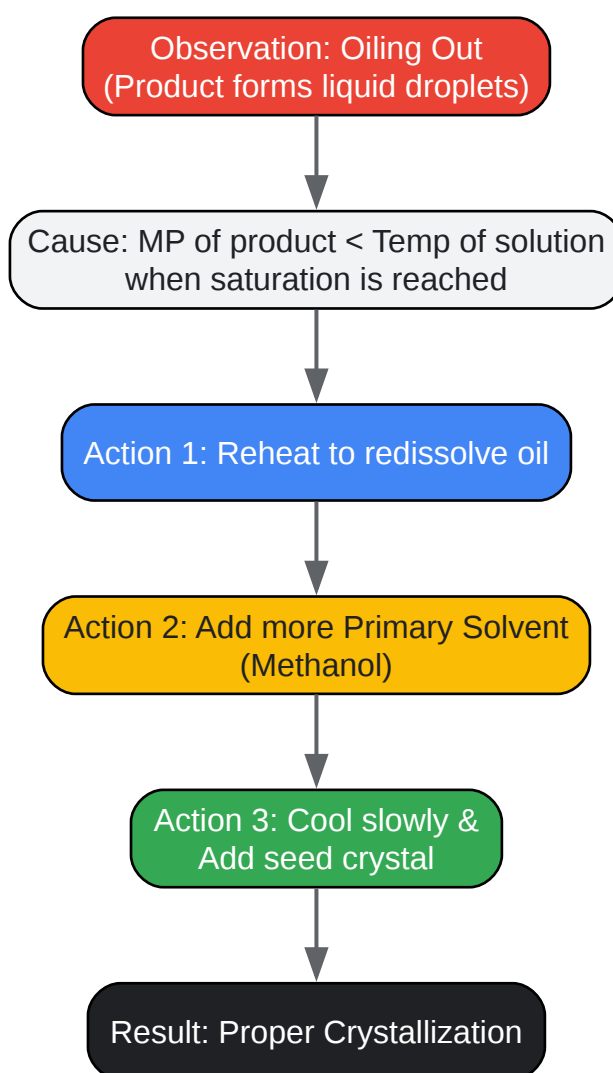 Observation: Oiling Out
(Product forms liquid droplets)
Cause: MP of product < Temp of solution
when saturation is reached
Action 1: Reheat to redissolve oil
Action 2: Add more Primary Solvent
(Methanol)
Action 3: Cool slowly &
Add seed crystal
Result: Proper Crystallization